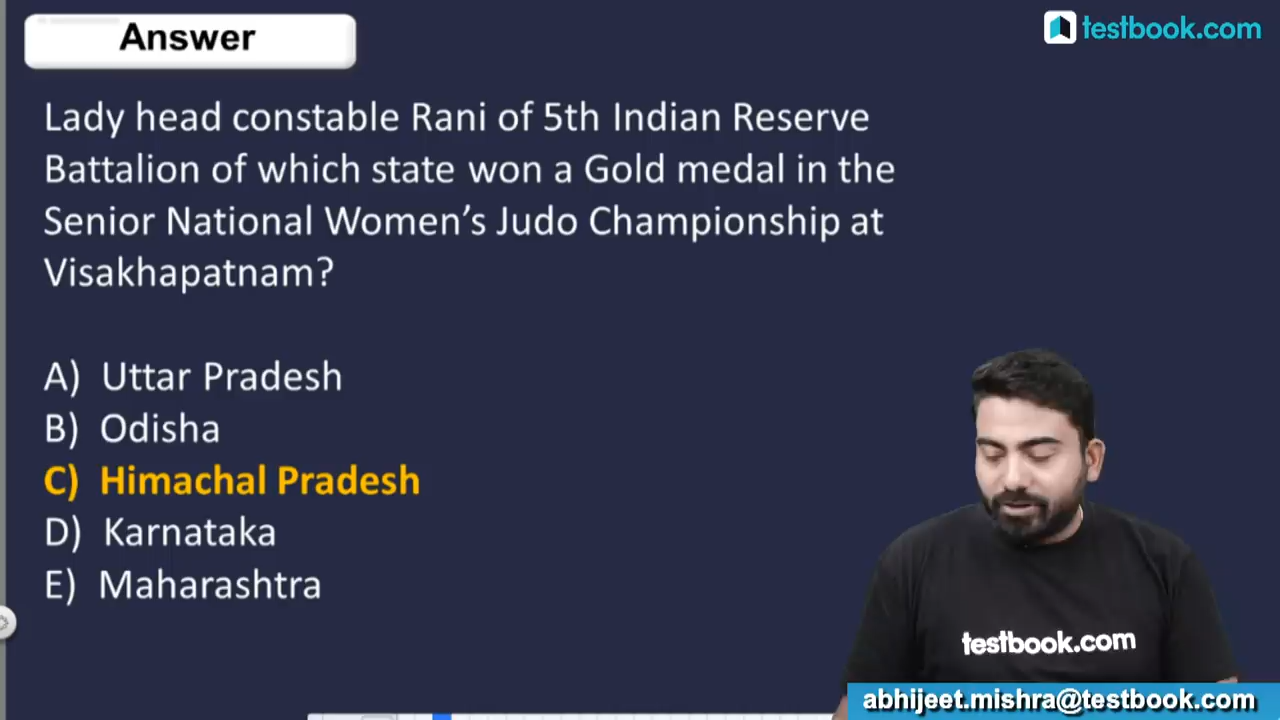 Answer
testbook.com
Lady head constable Rani of 5th Indian Reserve
Battalion of which state won a Gold medal in the
Senior National Women’s Judo Championship at
Visakhapatnam?
A) Uttar Pradesh
B) Odisha
C) Himachal Pradesh
D) Karnataka
E) Maharashtra
testbook.com
abhijeet.mishra@testbook.com